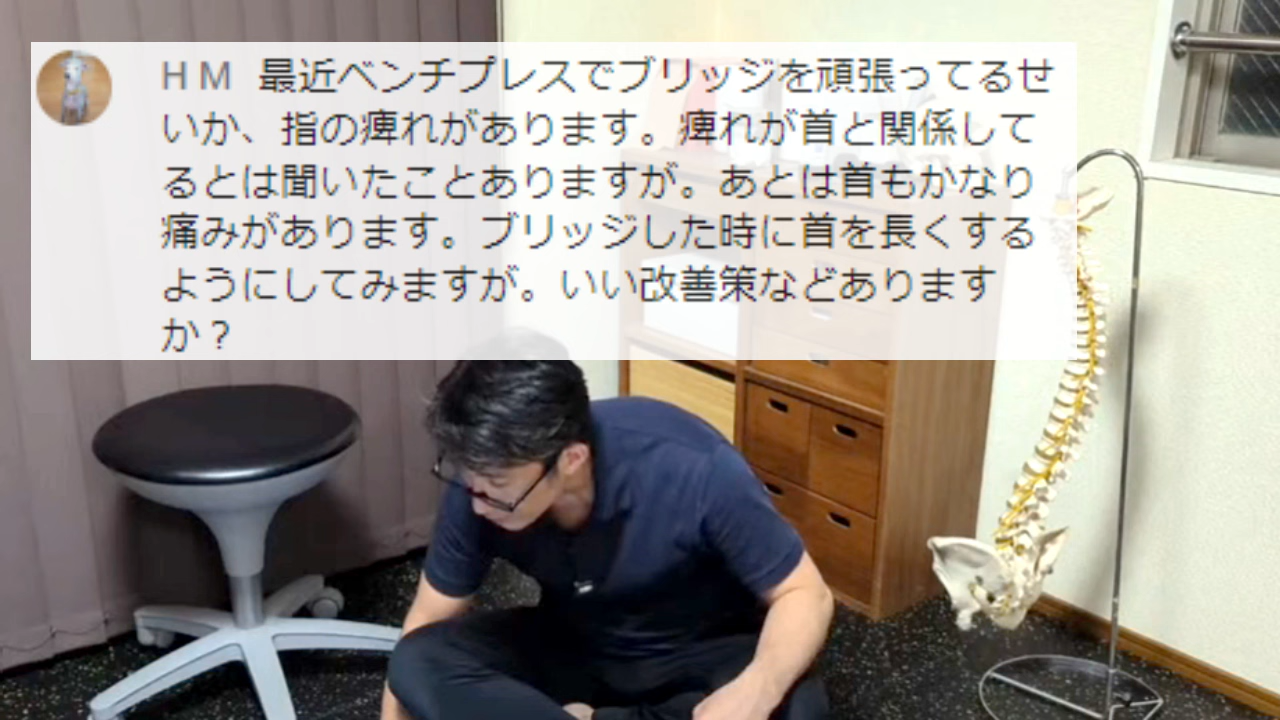 H M 最近ベンチプレスでブリッジを頑張ってるせ
いか、指の痺れがあります。痺れが首と関係して
るとは聞いたことありますが。あとは首もかなり
痛みがあります。ブリッジした時に首を長くする
ようにしてみますが。いい改善策などあります
か？